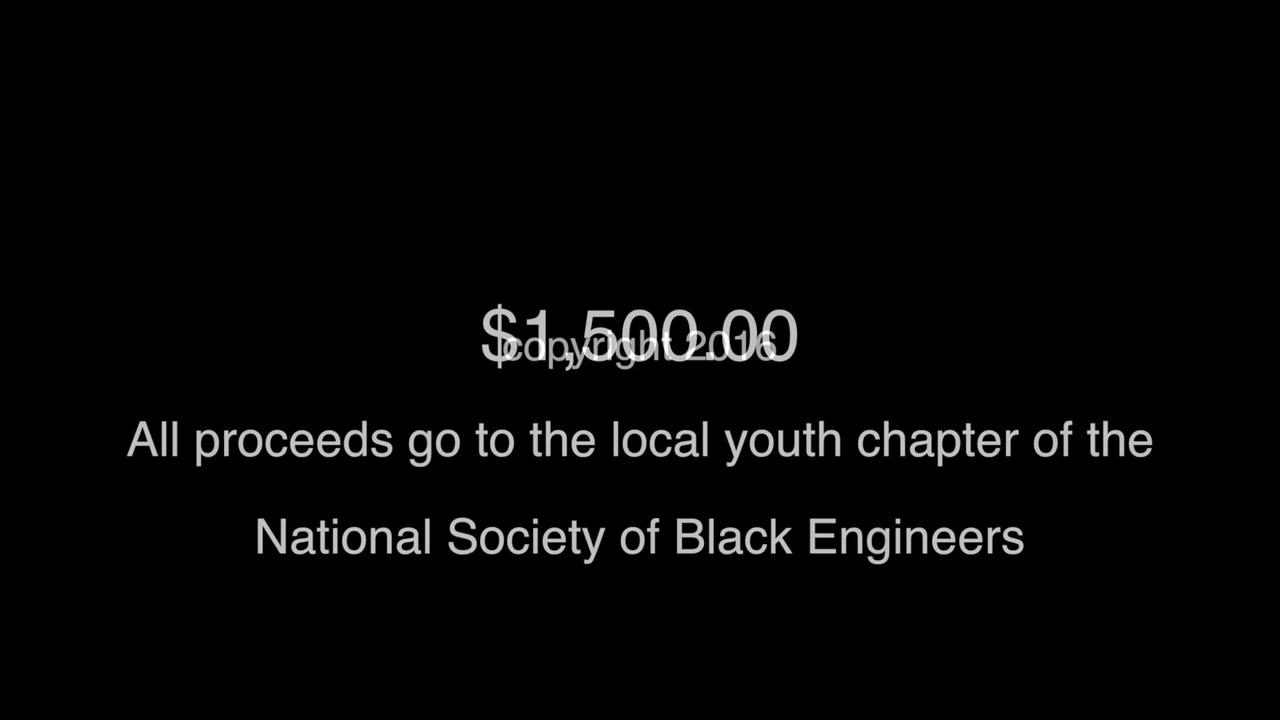 $1,500.00
copyright 2016
All proceeds go to the local youth chapter of the
National Society of Black Engineers